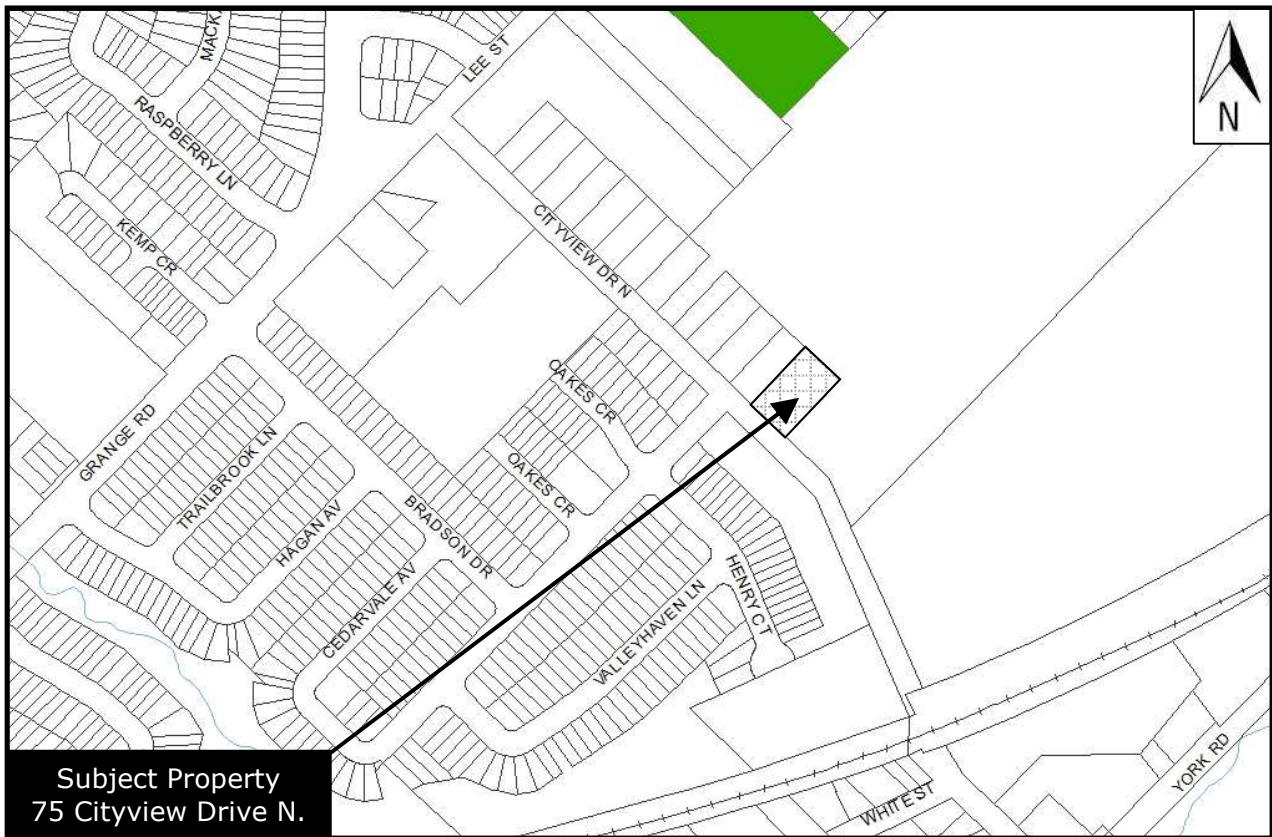 MACKA
LEE ST
N
RASPBERRY LN
KEMP CR
CITYVIEW DR N
OAKES CR
GRANGE RD
TRAILBROOK LN
HAGAN AV
BRADSON DR
OAKES CR
CEDARVALE AV
VALLEYHAVEN LN
HENRY CT
YORK RD
WHITE ST
Subject Property
75 Cityview Drive N.